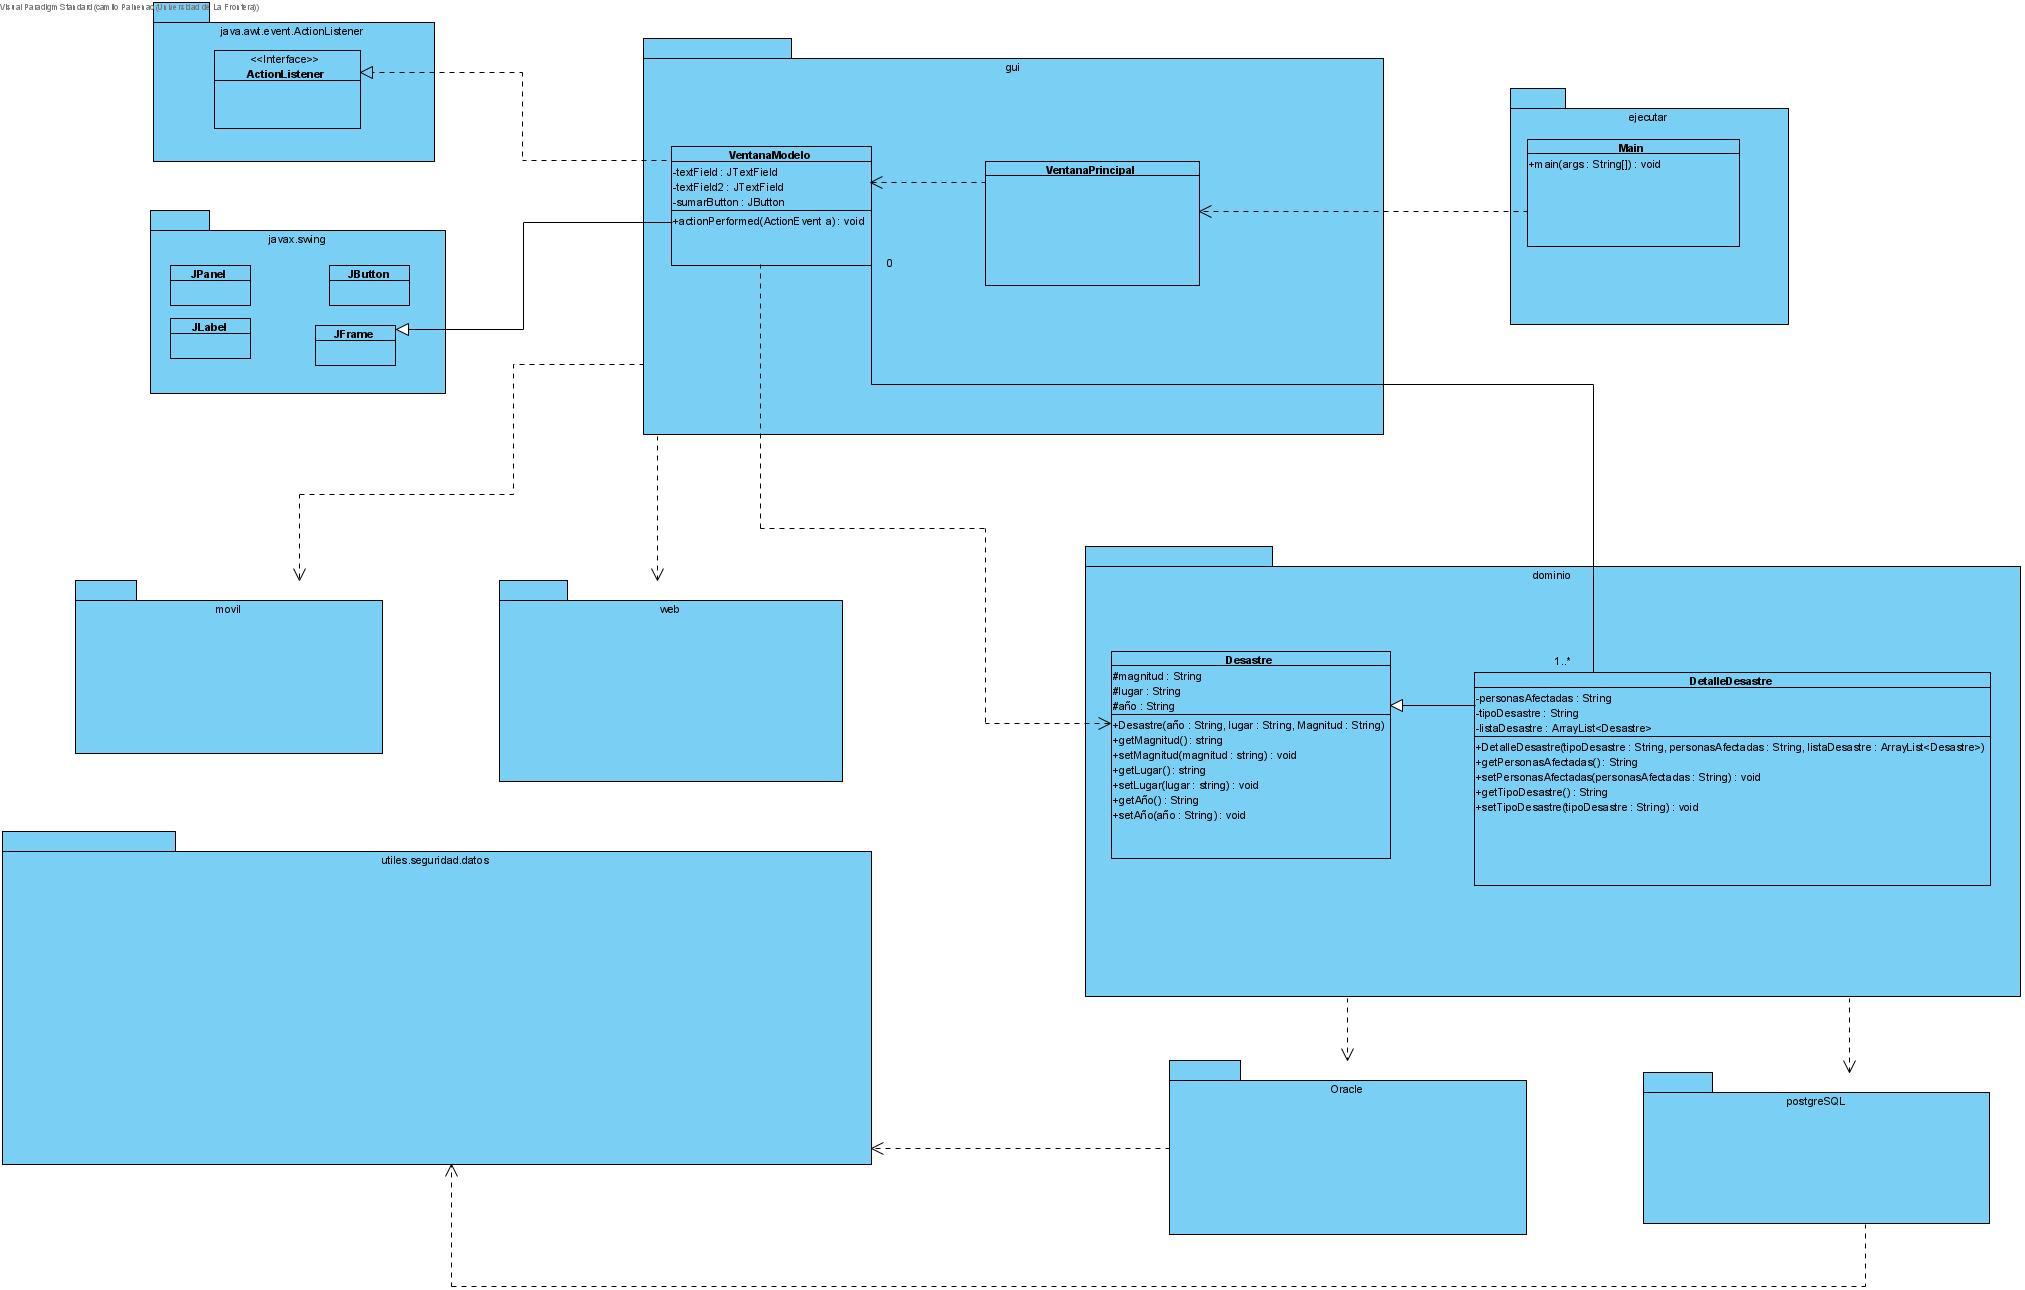 Visual Paradigm Standard(camilo Painenao(Universidad de La Frontera))
java.awt.event.ActionListener
<<Interface>>
ActionListener
gui
VentanaModelo
-textField : JTextField
-textField2 : JTextField
-sumarButton : JButton
+actionPerformed(ActionEvent a) : void
0
VentanaPrincipal
ejecutar
Main
+main(args : String[]) : void
javax.swing
JPanel
JButton
JLabel
JFrame
movil
web
dominio
1..*
Desastre
#magnitud : String
#lugar : String
#año : String
+Desastre(año : String, lugar : String, Magnitud : String)
+getMagnitud() : string
+setMagnitud(magnitud : string) : void
+getLugar() : string
+setLugar(lugar : string) : void
+getAño() : String
+setAño(año : String) : void
DetalleDesastre
-personasAfectadas : String
-tipoDesastre : String
-listaDesastre : ArrayList<Desastre>
+DetalleDesastre(tipoDesastre : String, personasAfectadas : String, listaDesastre : ArrayList<Desastre>)
+getPersonasAfectadas() : String
+setPersonasAfectadas(personasAfectadas : String) : void
+getTipoDesastre() : String
+setTipoDesastre(tipoDesastre : String) : void
utiles.seguridad.datos
Oracle
postgreSQL